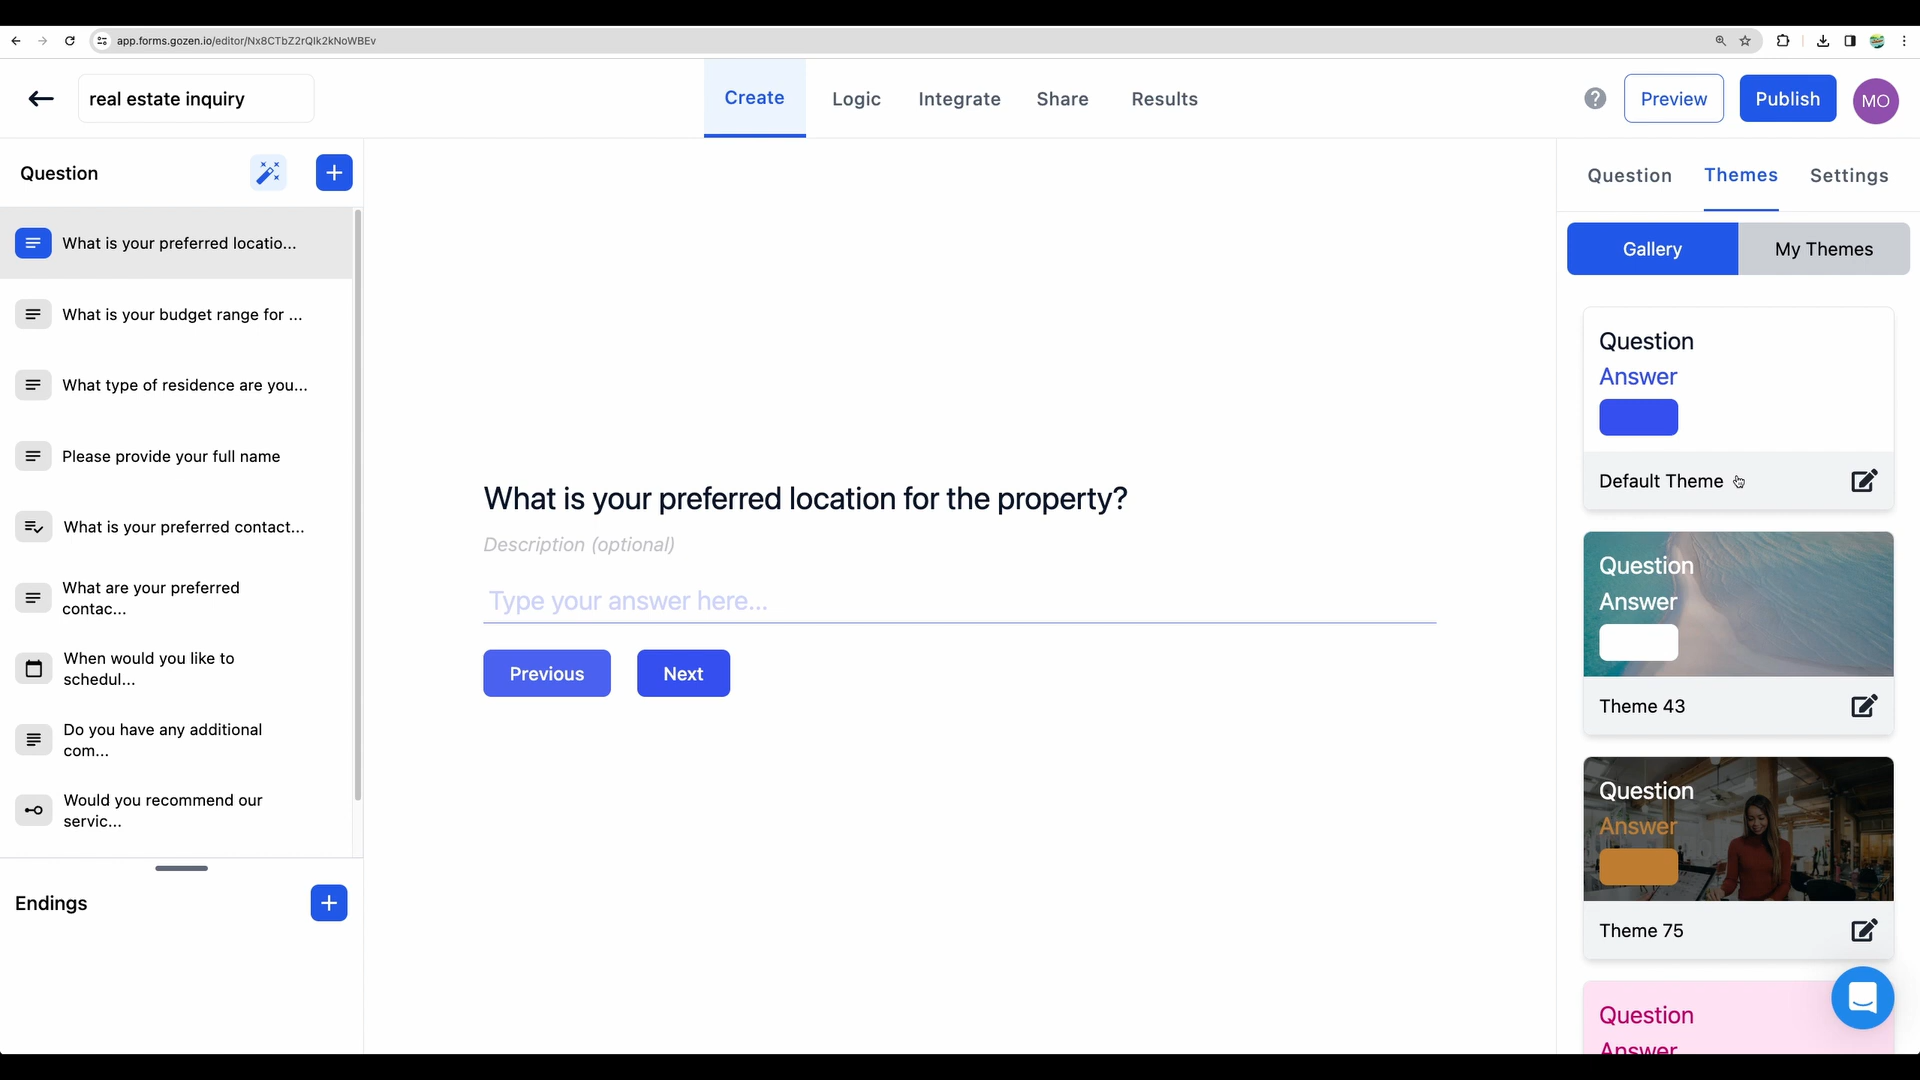 app.forms.gozen.io/editor/Nx8CTbZ2rQlk2kNoWBEv
real estate inquiry
Create
Logic
Integrate
Share
Results
Preview
Publish
MO
Question
What is your preferred locatio...
What is your budget range for ...
What type of residence are you...
Please provide your full name
What is your preferred contact...
What are your preferred
contac...
When would you like to
schedul...
Do you have any additional
com...
Would you recommend our
servic...
Endings
What is your preferred location for the property?
Description (optional)
Type your answer here...
Previous
Next
Question
Themes
Settings
Gallery
My Themes
Question
Answer
Default Theme
Question
Answer
Theme 43
Question
Answer
Theme 75
Question
Answer